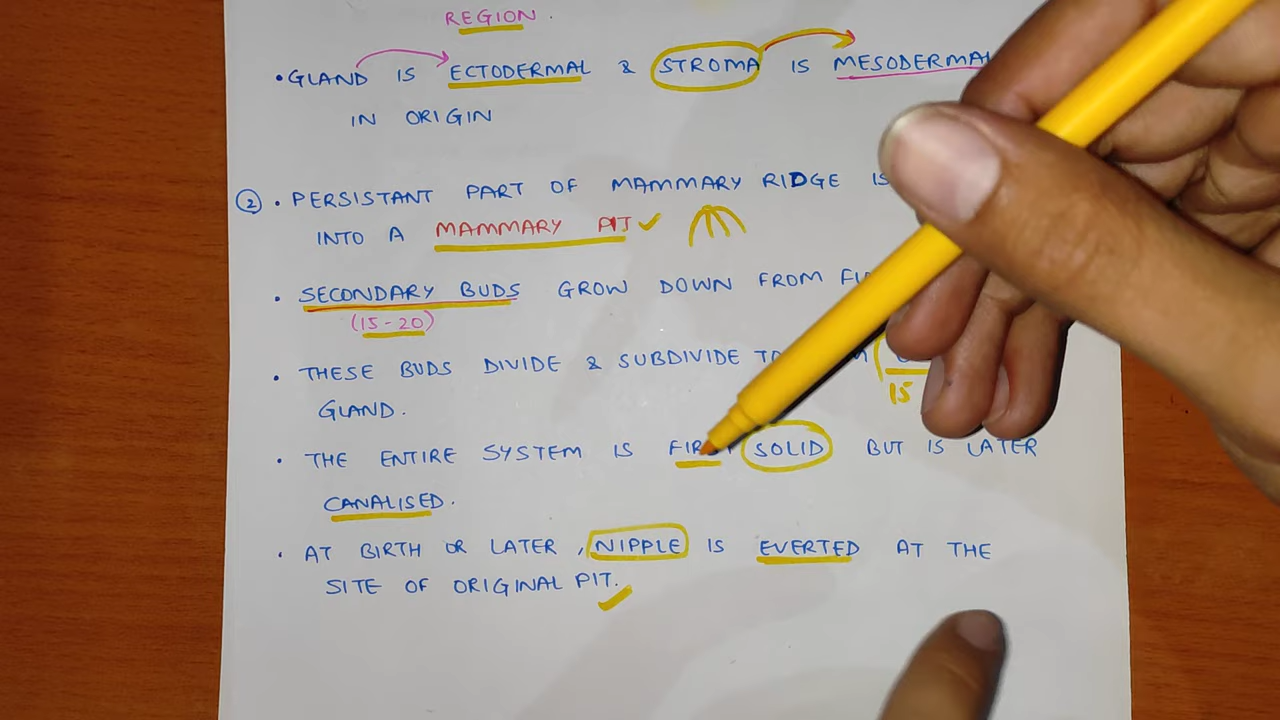 REGION.
• GLAND IS ECTODERMAL & STROMA IS MESODERMAL
IN ORIGIN
② • PERSISTANT PART OF MAMMARY RIDGE IS
INTO A MAMMARY PIT ✓
• SECONDARY BUDS GROW DOWN FROM
(15-20)
• THESE BUDS DIVIDE & SUBDIVIDE
15
GLAND.
• THE ENTIRE SYSTEM IS FIRST SOLID BUT IS LATER
CANALISED.
• AT BIRTH OR LATER, NIPPLE IS EVERTED AT THE
SITE OF ORIGINAL PIT.